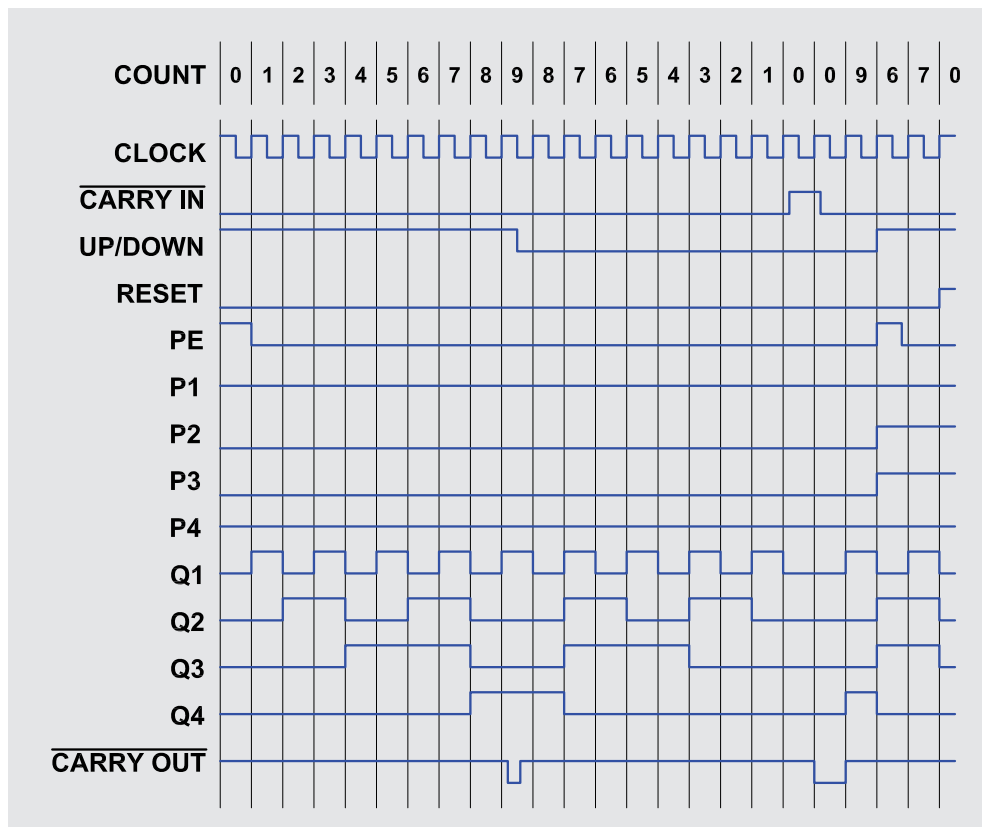 COUNT 0 1 2 3 4 5 6 7 8 9 8 7 6 5 4 3 2 1 0 0 9 6 7 0
CLOCK
CARRY IN
UP/DOWN
RESET
PE
P1
P2
P3
P4
Q1
Q2
Q3
Q4
CARRY OUT